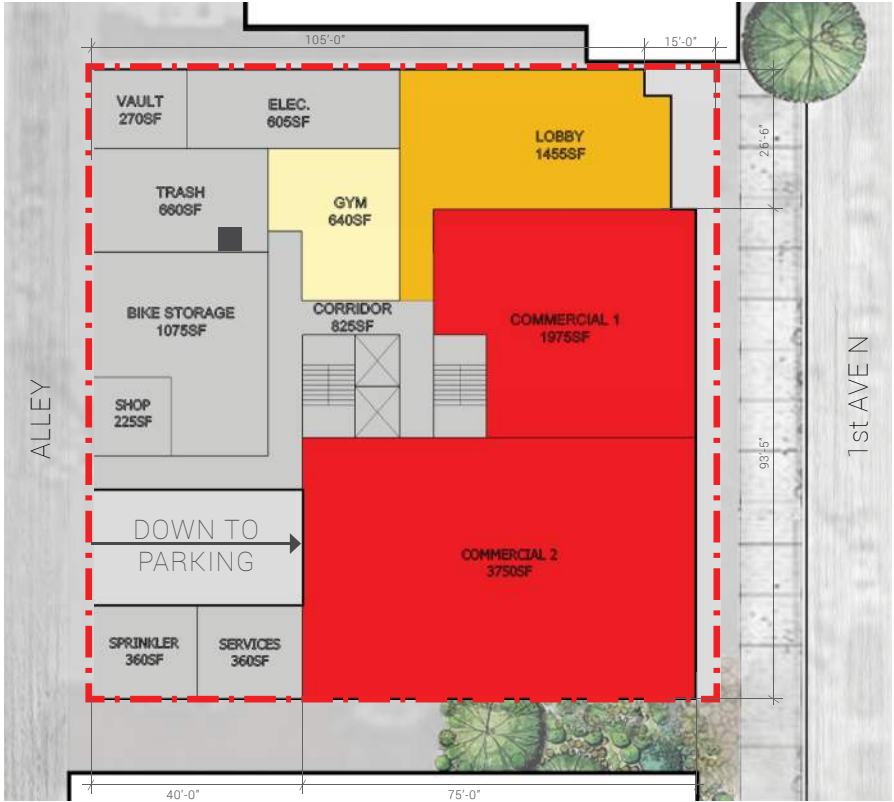 105'-0"
15'-0"
VAULT
270SF
ELEC.
605SF
LOBBY
1455SF
26'-6"
TRASH
660SF
GYM
640SF
BIKE STORAGE
1075SF
CORRIDOR
825SF
COMMERCIAL 1
1975SF
SHOP
225SF
ALLEY
1st AVE N
93'-5"
DOWN TO
PARKING
COMMERCIAL 2
3750SF
SPRINKLER
360SF
SERVICES
360SF
40'-0"
75'-0"